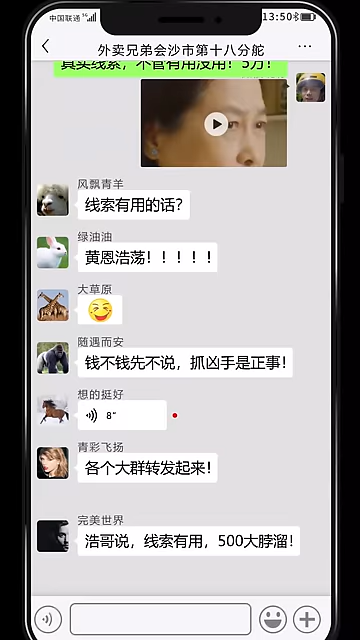 中国联通 ⁵ᴳ
13:50
外卖兄弟会沙市第十八分舵
真实线索，不管有用没用！5万！
风飘青羊
线索有用的话？
绿油油
黄恩浩荡！！！！！
大草原
随遇而安
钱不钱先不说，抓凶手是正事！
想的挺好
8"
青彩飞扬
各个大群转发起来！
完美世界
浩哥说，线索有用，500大脖溜！